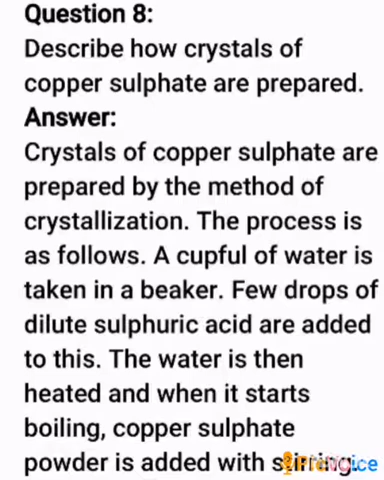 Question 8:
Describe how crystals of
copper sulphate are prepared.
Answer:
Crystals of copper sulphate are
prepared by the method of
crystallization. The process is
as follows. A cupful of water is
taken in a beaker. Few drops of
dilute sulphuric acid are added
to this. The water is then
heated and when it starts
boiling, copper sulphate
powder is added with stirring.